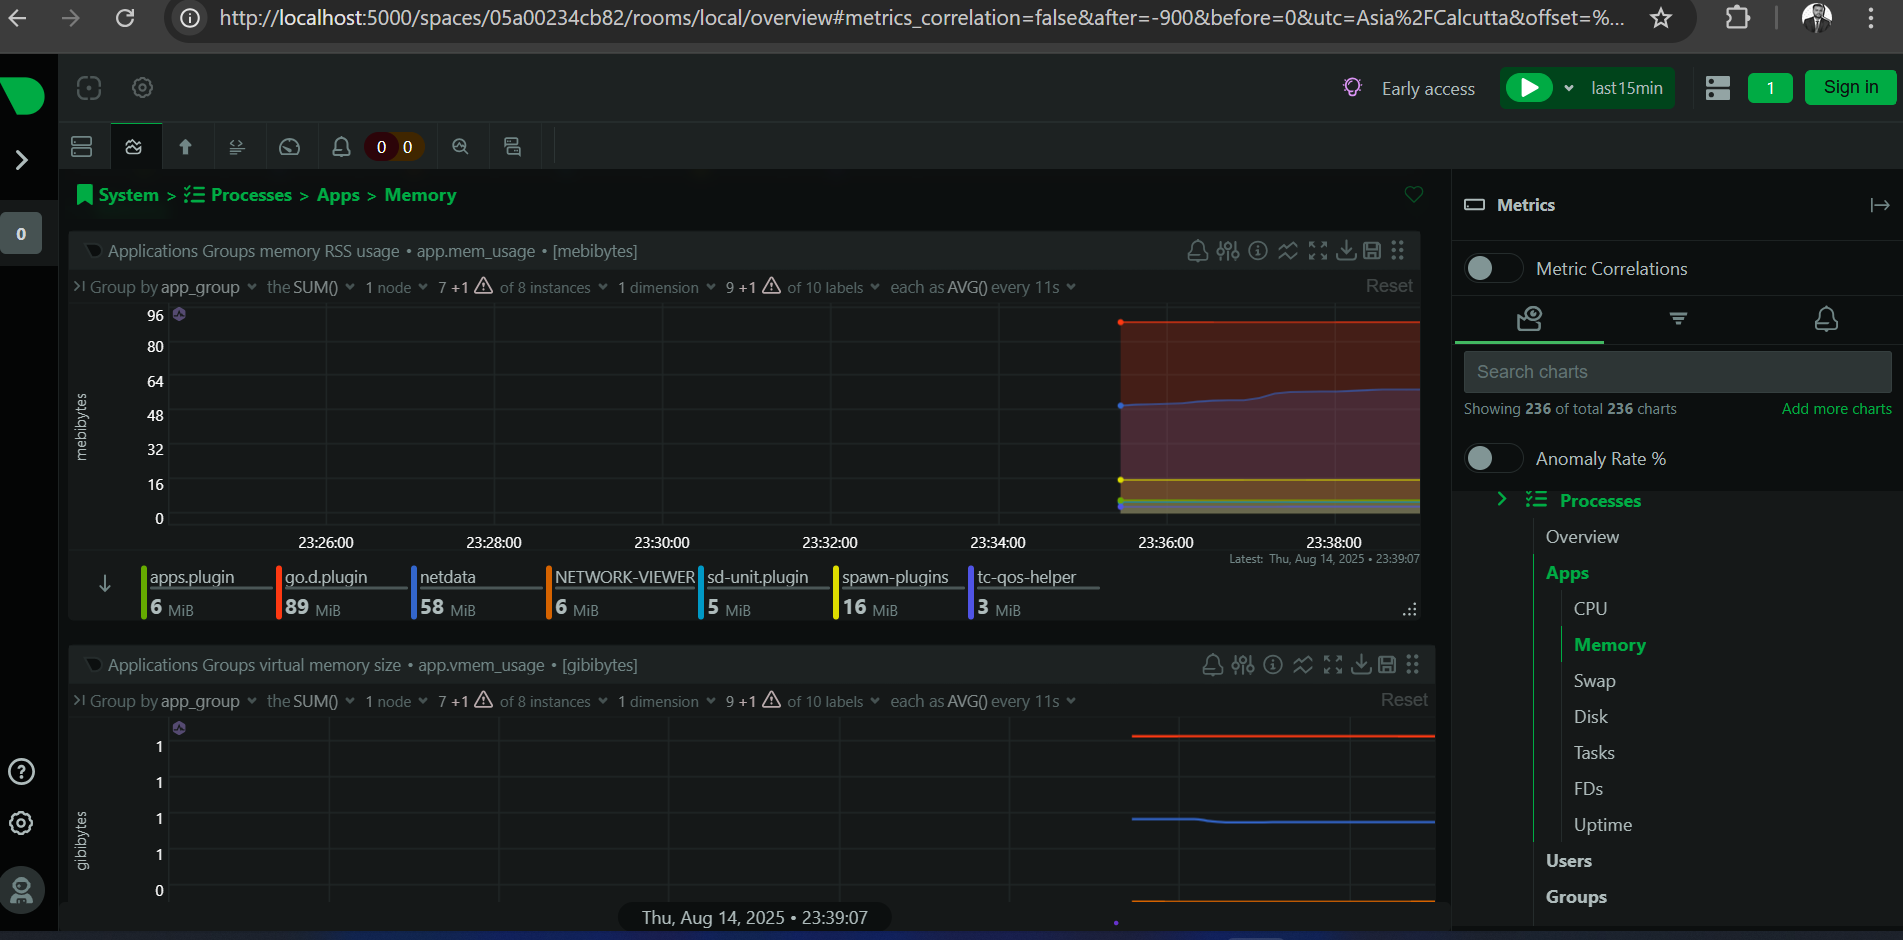 http://localhost:5000/spaces/05a00234cb82/rooms/local/overview#metrics_correlation=false&after=-900&before=0&utc=Asia%2FCalcutta&offset=%...
Early access
last15min
1
Sign in
0 0
0
System > Processes > Apps > Memory
Applications Groups memory RSS usage • app.mem_usage • [mebibytes]
Group by app_group the SUM() 1 node 7 +1 of 8 instances 1 dimension 9 +1 of 10 labels each as AVG() every 11s Reset
mebibytes
96
80
64
48
32
16
0
23:26:00 23:28:00 23:30:00 23:32:00 23:34:00 23:36:00 23:38:00
Latest: Thu, Aug 14, 2025 • 23:39:07
apps.plugin go.d.plugin netdata NETWORK-VIEWER sd-unit.plugin spawn-plugins tc-qos-helper
6 MiB 89 MiB 58 MiB 6 MiB 5 MiB 16 MiB 3 MiB
Applications Groups virtual memory size • app.vmem_usage • [gibibytes]
Group by app_group the SUM() 1 node 7 +1 of 8 instances 1 dimension 9 +1 of 10 labels each as AVG() every 11s Reset
gibibytes
1
1
1
1
0
Thu, Aug 14, 2025 • 23:39:07
Metrics
Metric Correlations
Search charts
Showing 236 of total 236 charts Add more charts
Anomaly Rate %
Processes
Overview
Apps
CPU
Memory
Swap
Disk
Tasks
FDs
Uptime
Users
Groups